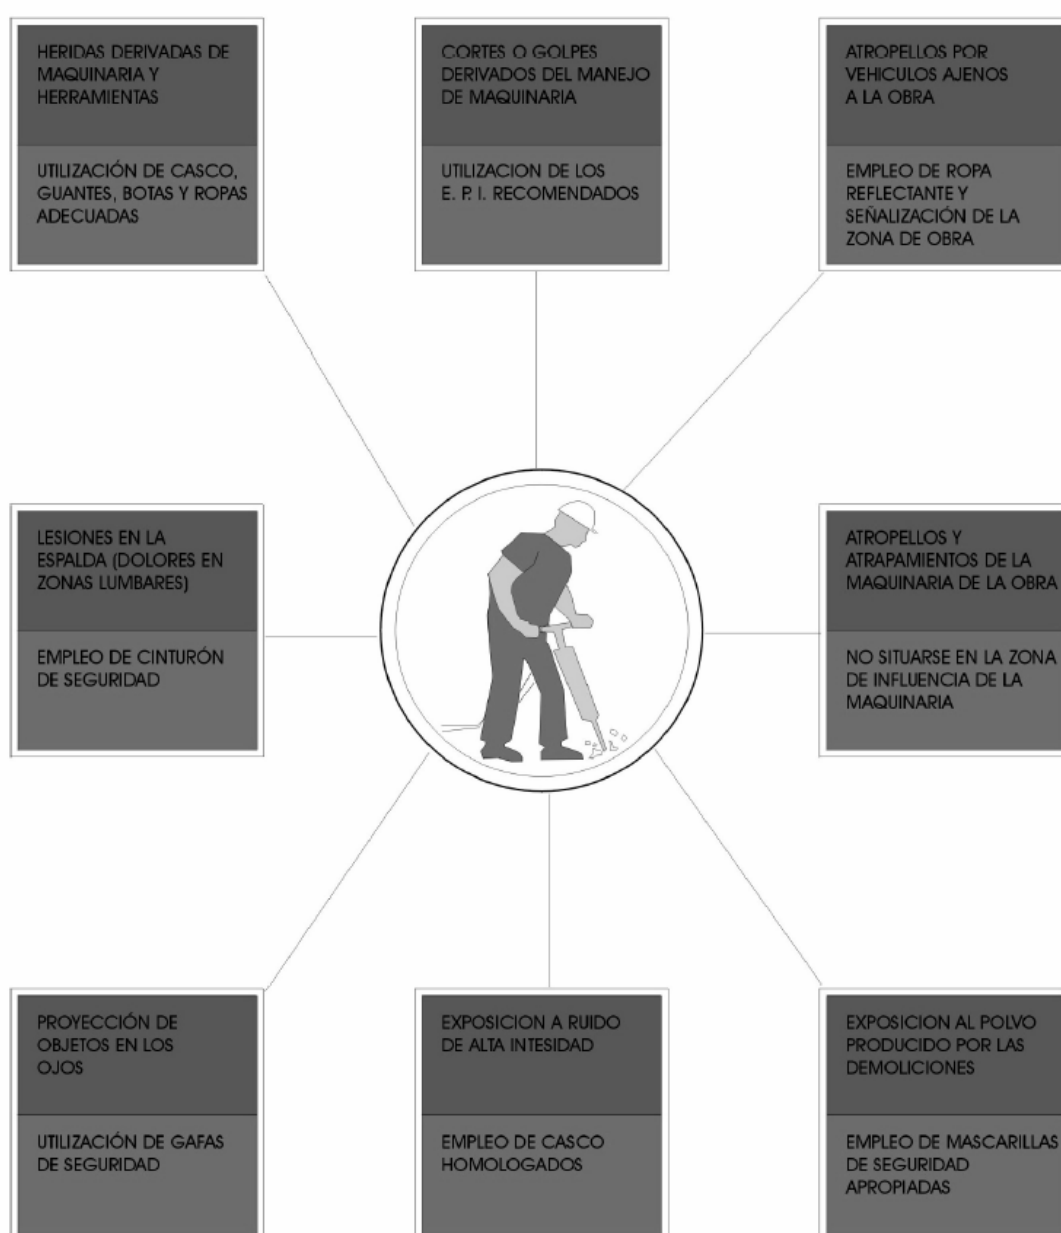 HERIDAS DERIVADAS DE
MAQUINARIA Y
HERRAMIENTAS
UTILIZACIÓN DE CASCO,
GUANTES, BOTAS Y ROPAS
ADECUADAS
CORTES O GOLPES
DERIVADOS DEL MANEJO
DE MAQUINARIA
UTILIZACION DE LOS
E. P. I. RECOMENDADOS
ATROPELLOS POR
VEHICULOS AJENOS
A LA OBRA
EMPLEO DE ROPA
REFLECTANTE Y
SEÑALIZACIÓN DE LA
ZONA DE OBRA
LESIONES EN LA
ESPALDA (DOLORES EN
ZONAS LUMBARES)
EMPLEO DE CINTURÓN
DE SEGURIDAD
ATROPELLOS Y
ATRAPAMIENTOS DE LA
MAQUINARIA DE LA OBRA
NO SITUARSE EN LA ZONA
DE INFLUENCIA DE LA
MAQUINARIA
PROYECCIÓN DE
OBJETOS EN LOS
OJOS
UTILIZACIÓN DE GAFAS
DE SEGURIDAD
EXPOSICION A RUIDO
DE ALTA INTESIDAD
EMPLEO DE CASCO
HOMOLOGADOS
EXPOSICION AL POLVO
PRODUCIDO POR LAS
DEMOLICIONES
EMPLEO DE MASCARILLAS
DE SEGURIDAD
APROPIADAS